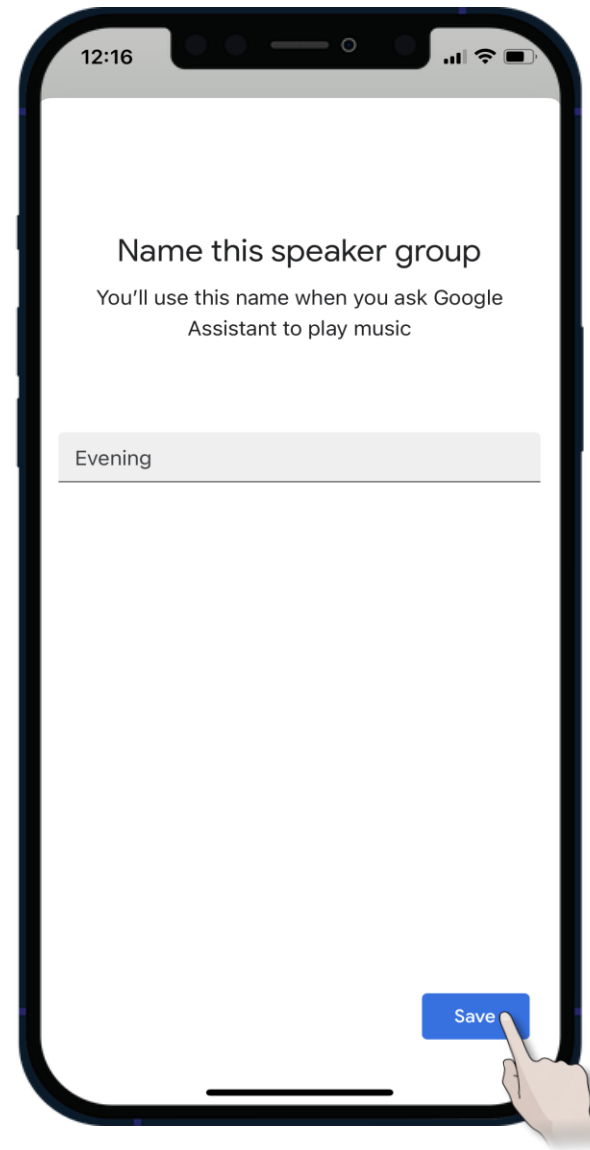 12:16
Name this speaker group
You’ll use this name when you ask Google
Assistant to play music
Evening
Save